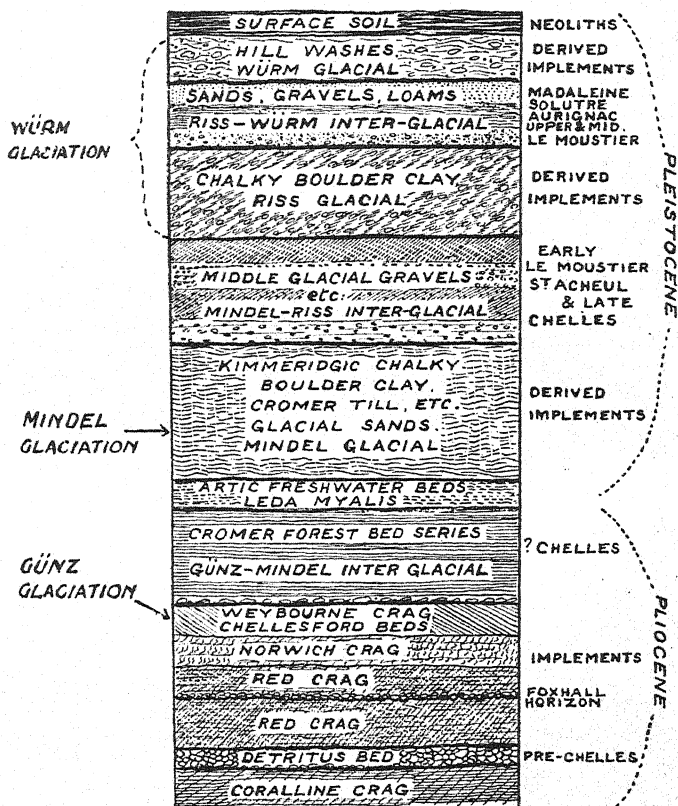 SURFACE SOIL
NEOLITHS
HILL WASHES
WÜRM GLACIAL
DERIVED
IMPLEMENTS
SANDS, GRAVELS, LOAMS
RISS-WURM INTER-GLACIAL
MADALEINE
SOLUTRE
AURIGNAC
UPPER & MID.
LE MOUSTIER
WÜRM
GLACIATION
CHALKY BOULDER CLAY,
RISS GLACIAL
DERIVED
IMPLEMENTS
PLEISTOCENE
MIDDLE GLACIAL GRAVELS
etc.
MINDEL-RISS INTER-GLACIAL
EARLY
LE MOUSTIER
STACHEUL
& LATE
CHELLES
KIMMERIDGIC CHALKY
BOULDER CLAY,
CROMER TILL, ETC.
GLACIAL SANDS.
MINDEL GLACIAL
DERIVED
IMPLEMENTS
MINDEL
GLACIATION
ARTIC FRESHWATER BEDS
LEDA MYALIS
CROMER FOREST BED SERIES
GÜNZ-MINDEL INTER GLACIAL
? CHELLES
GÜNZ
GLACIATION
WEYBOURNE CRAG
CHELLESFORD BEDS
NORWICH CRAG
IMPLEMENTS
RED CRAG
FOXHALL
HORIZON
RED CRAG
DETRITUS BED
PRE-CHELLES
CORALLINE CRAG
PLIOCENE